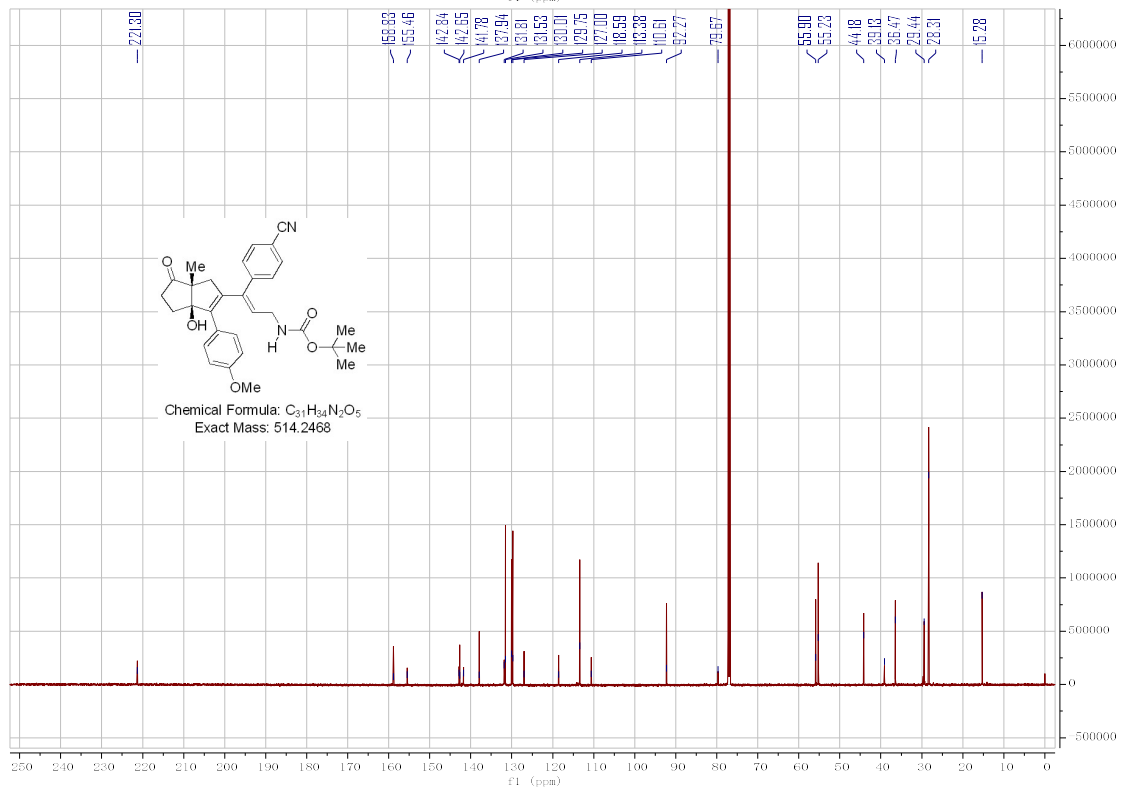 221.30
158.83
155.46
142.84
142.65
141.78
137.94
131.81
131.53
130.01
129.75
127.00
118.59
113.38
110.61
92.27
79.67
55.90
55.23
44.18
39.13
36.47
29.44
28.31
15.28
6000000
5500000
5000000
4500000
4000000
3500000
3000000
2500000
2000000
1500000
1000000
500000
0
-500000
CN
O
Me
OH
N
H
O
O
Me
Me
Me
OMe
Chemical Formula: C31H34N2O5
Exact Mass: 514.2468
250 240 230 220 210 200 190 180 170 160 150 140 130 120 110 100 90 80 70 60 50 40 30 20 10 0
f1 (ppm)